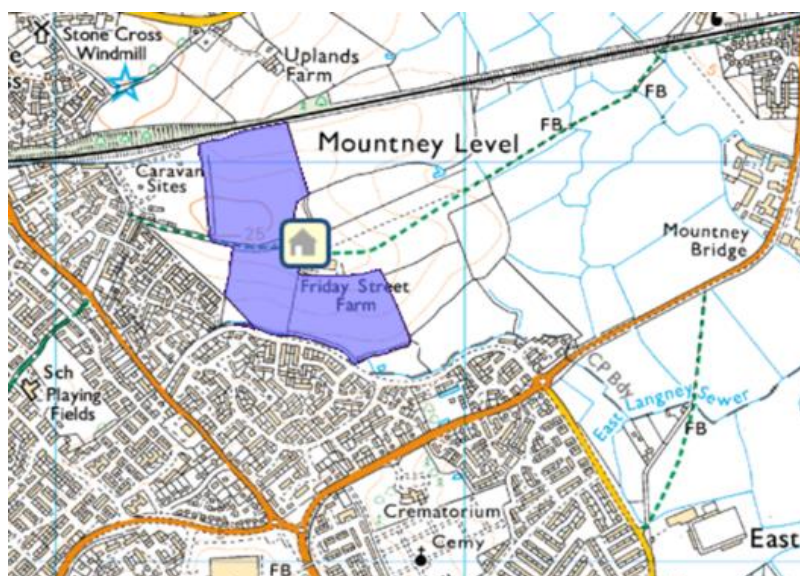 Stone Cross
Windmill
e
s
Uplands
Farm
FB
FB
5
Mountney Level
Caravan
Sites
25
Mountney
Bridge
Friday Street
Farm
CP Bdy
Sch
Playing
Fields
East Langney Sewer
FB
Crematorium
Cemy
East
FB